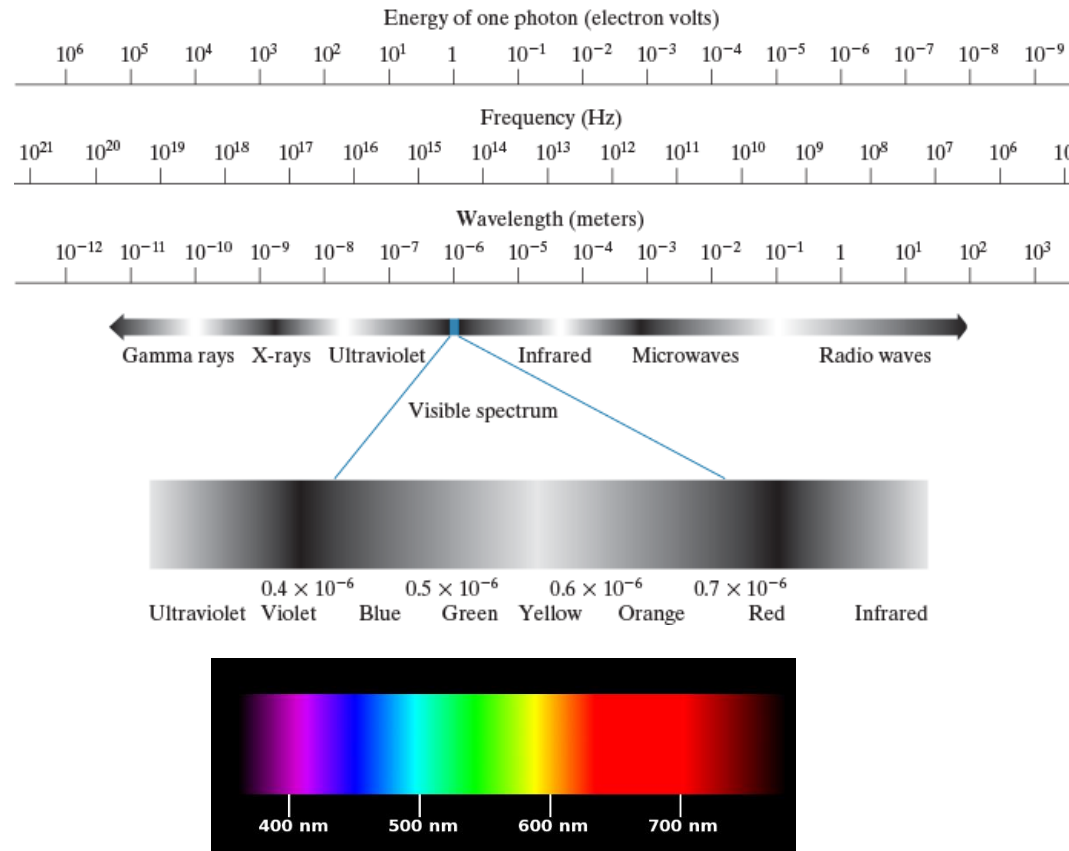 Energy of one photon (electron volts)
10⁶ 10⁵ 10⁴ 10³ 10² 10¹ 1 10⁻¹ 10⁻² 10⁻³ 10⁻⁴ 10⁻⁵ 10⁻⁶ 10⁻⁷ 10⁻⁸ 10⁻⁹
Frequency (Hz)
10²¹ 10²⁰ 10¹⁹ 10¹⁸ 10¹⁷ 10¹⁶ 10¹⁵ 10¹⁴ 10¹³ 10¹² 10¹¹ 10¹⁰ 10⁹ 10⁸ 10⁷ 10⁶
Wavelength (meters)
10⁻¹² 10⁻¹¹ 10⁻¹⁰ 10⁻⁹ 10⁻⁸ 10⁻⁷ 10⁻⁶ 10⁻⁵ 10⁻⁴ 10⁻³ 10⁻² 10⁻¹ 1 10¹ 10² 10³
Gamma rays X-rays Ultraviolet Infrared Microwaves Radio waves
Visible spectrum
0.4 × 10⁻⁶ 0.5 × 10⁻⁶ 0.6 × 10⁻⁶ 0.7 × 10⁻⁶
Ultraviolet Violet Blue Green Yellow Orange Red Infrared
400 nm 500 nm 600 nm 700 nm